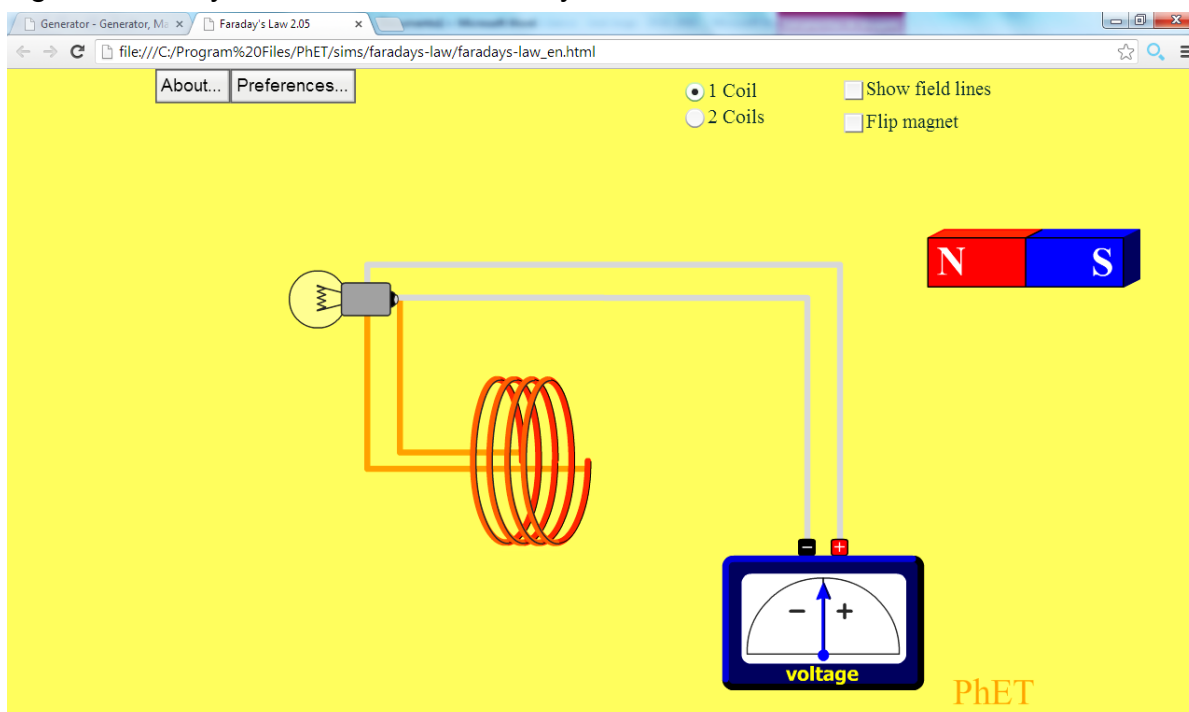 Generator - Generator, Ma
Faraday's Law 2.05
file:///C:/Program%20Files/PhET/sims/faradays-law/faradays-law_en.html
About... Preferences...
1 Coil
2 Coils
Show field lines
Flip magnet
N S
− +
− +
voltage
PhET